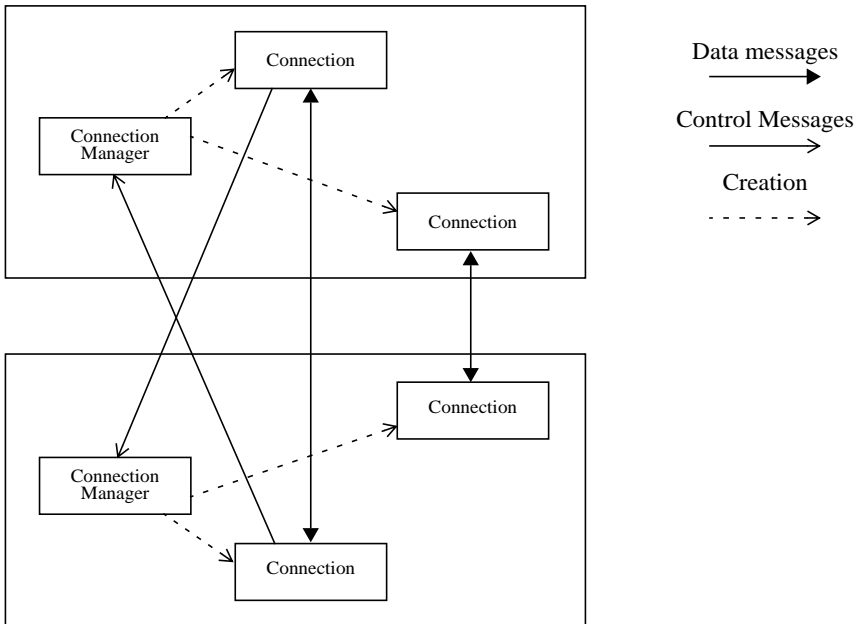 Connection
Connection
Manager
Connection
Connection
Connection
Manager
Connection
Data messages
Control Messages
Creation